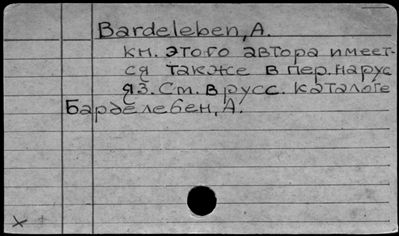 Bardeleben, A.
кн. этого автора имеет-
ся также в пер. на рус
яз. См. в русс. каталоге
Барделебен, А.